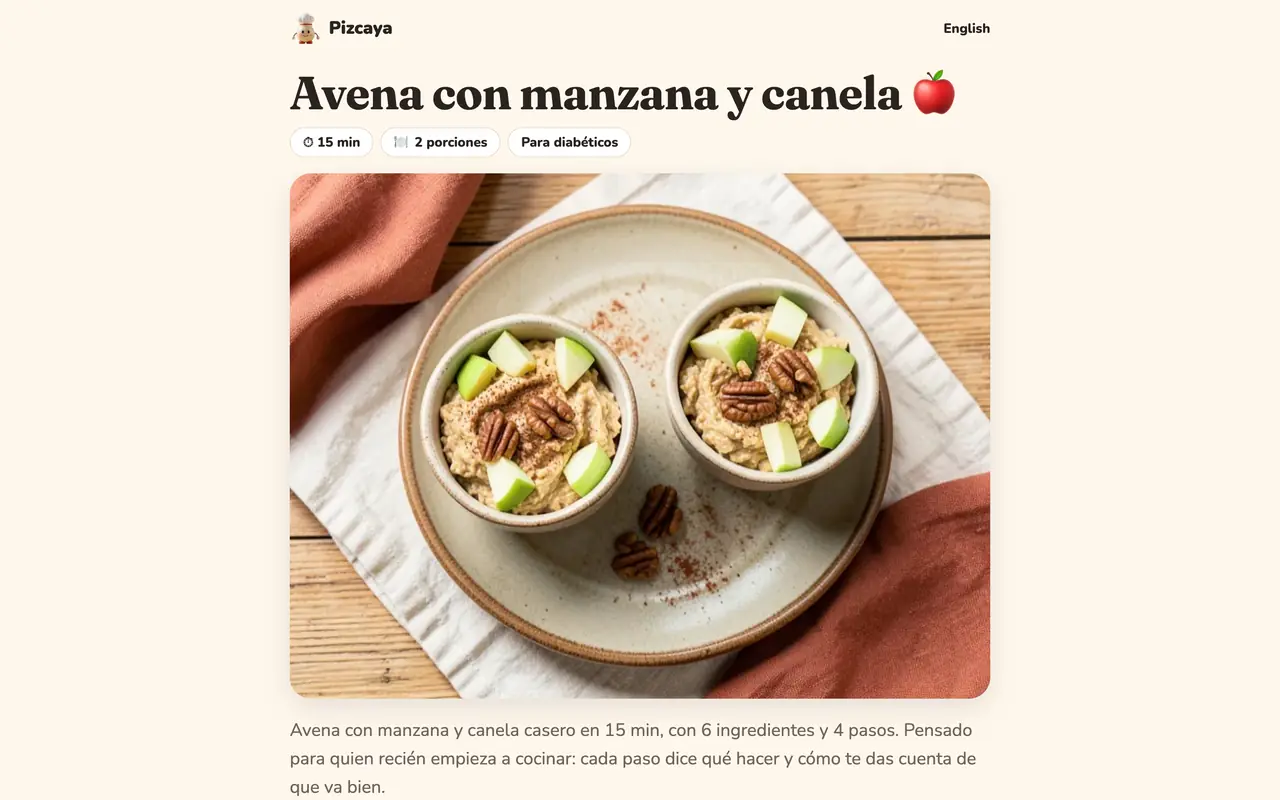 Pizcaya
English
Avena con manzana y canela 🍎
⏱ 15 min
🍽 2 porciones
Para diabéticos
Avena con manzana y canela casero en 15 min, con 6 ingredientes y 4 pasos. Pensado
para quien recién empieza a cocinar: cada paso dice qué hacer y cómo te das cuenta de
que va bien.